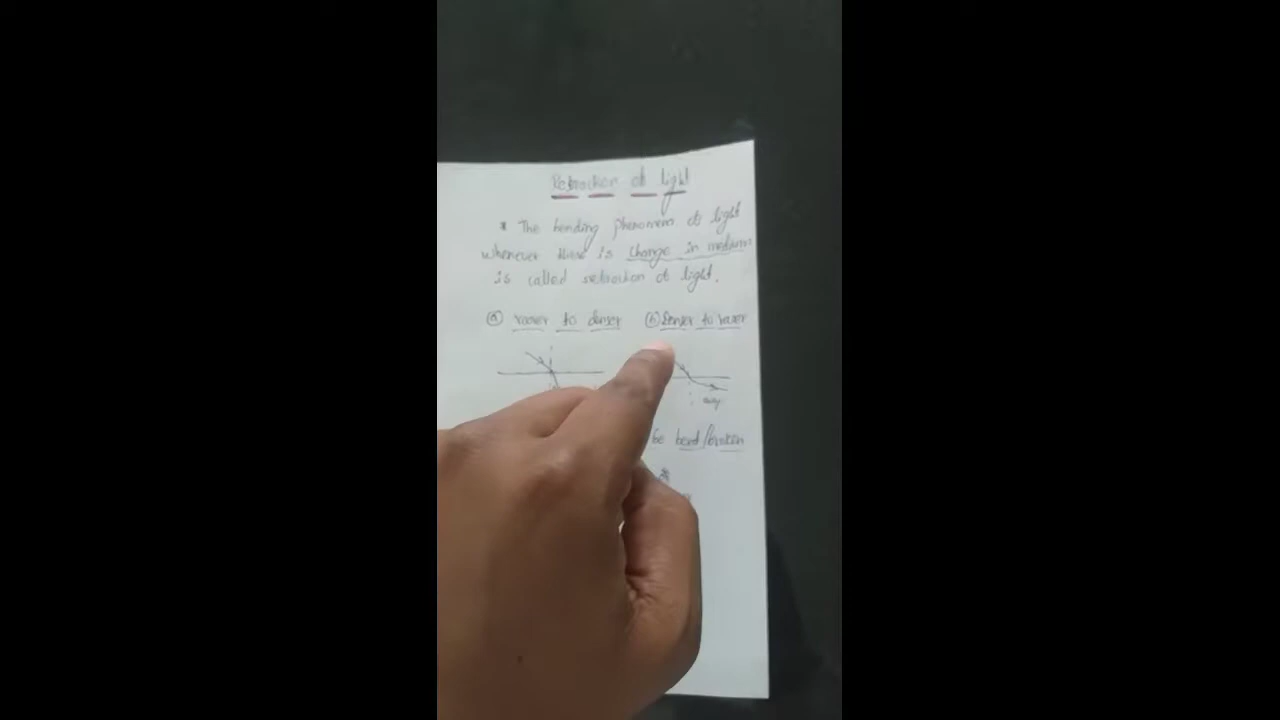 Refraction of light
* The bending phenomena of light
whenever there is change in medium
is called refraction of light.
(a) rarer to denser (b) Denser to rarer
away
be bend/broken